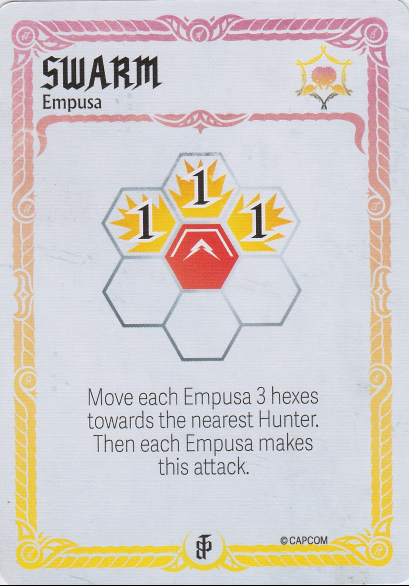 SWARM
Empusa
1 1 1
Move each Empusa 3 hexes
towards the nearest Hunter.
Then each Empusa makes
this attack.
© CAPCOM